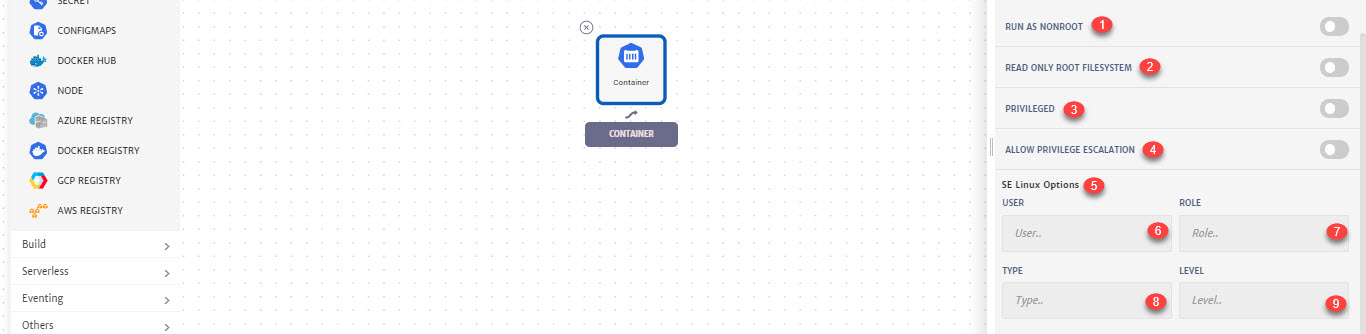 SECRET
CONFIGMAPS
DOCKER HUB
NODE
AZURE REGISTRY
DOCKER REGISTRY
GCP REGISTRY
AWS REGISTRY
Build
Serverless
Eventing
Others
Container
CONTAINER
RUN AS NONROOT 1
READ ONLY ROOT FILESYSTEM 2
PRIVILEGED 3
ALLOW PRIVILEGE ESCALATION 4
SE Linux Options 5
USER ROLE
User.. 6 Role.. 7
TYPE LEVEL
Type.. 8 Level.. 9